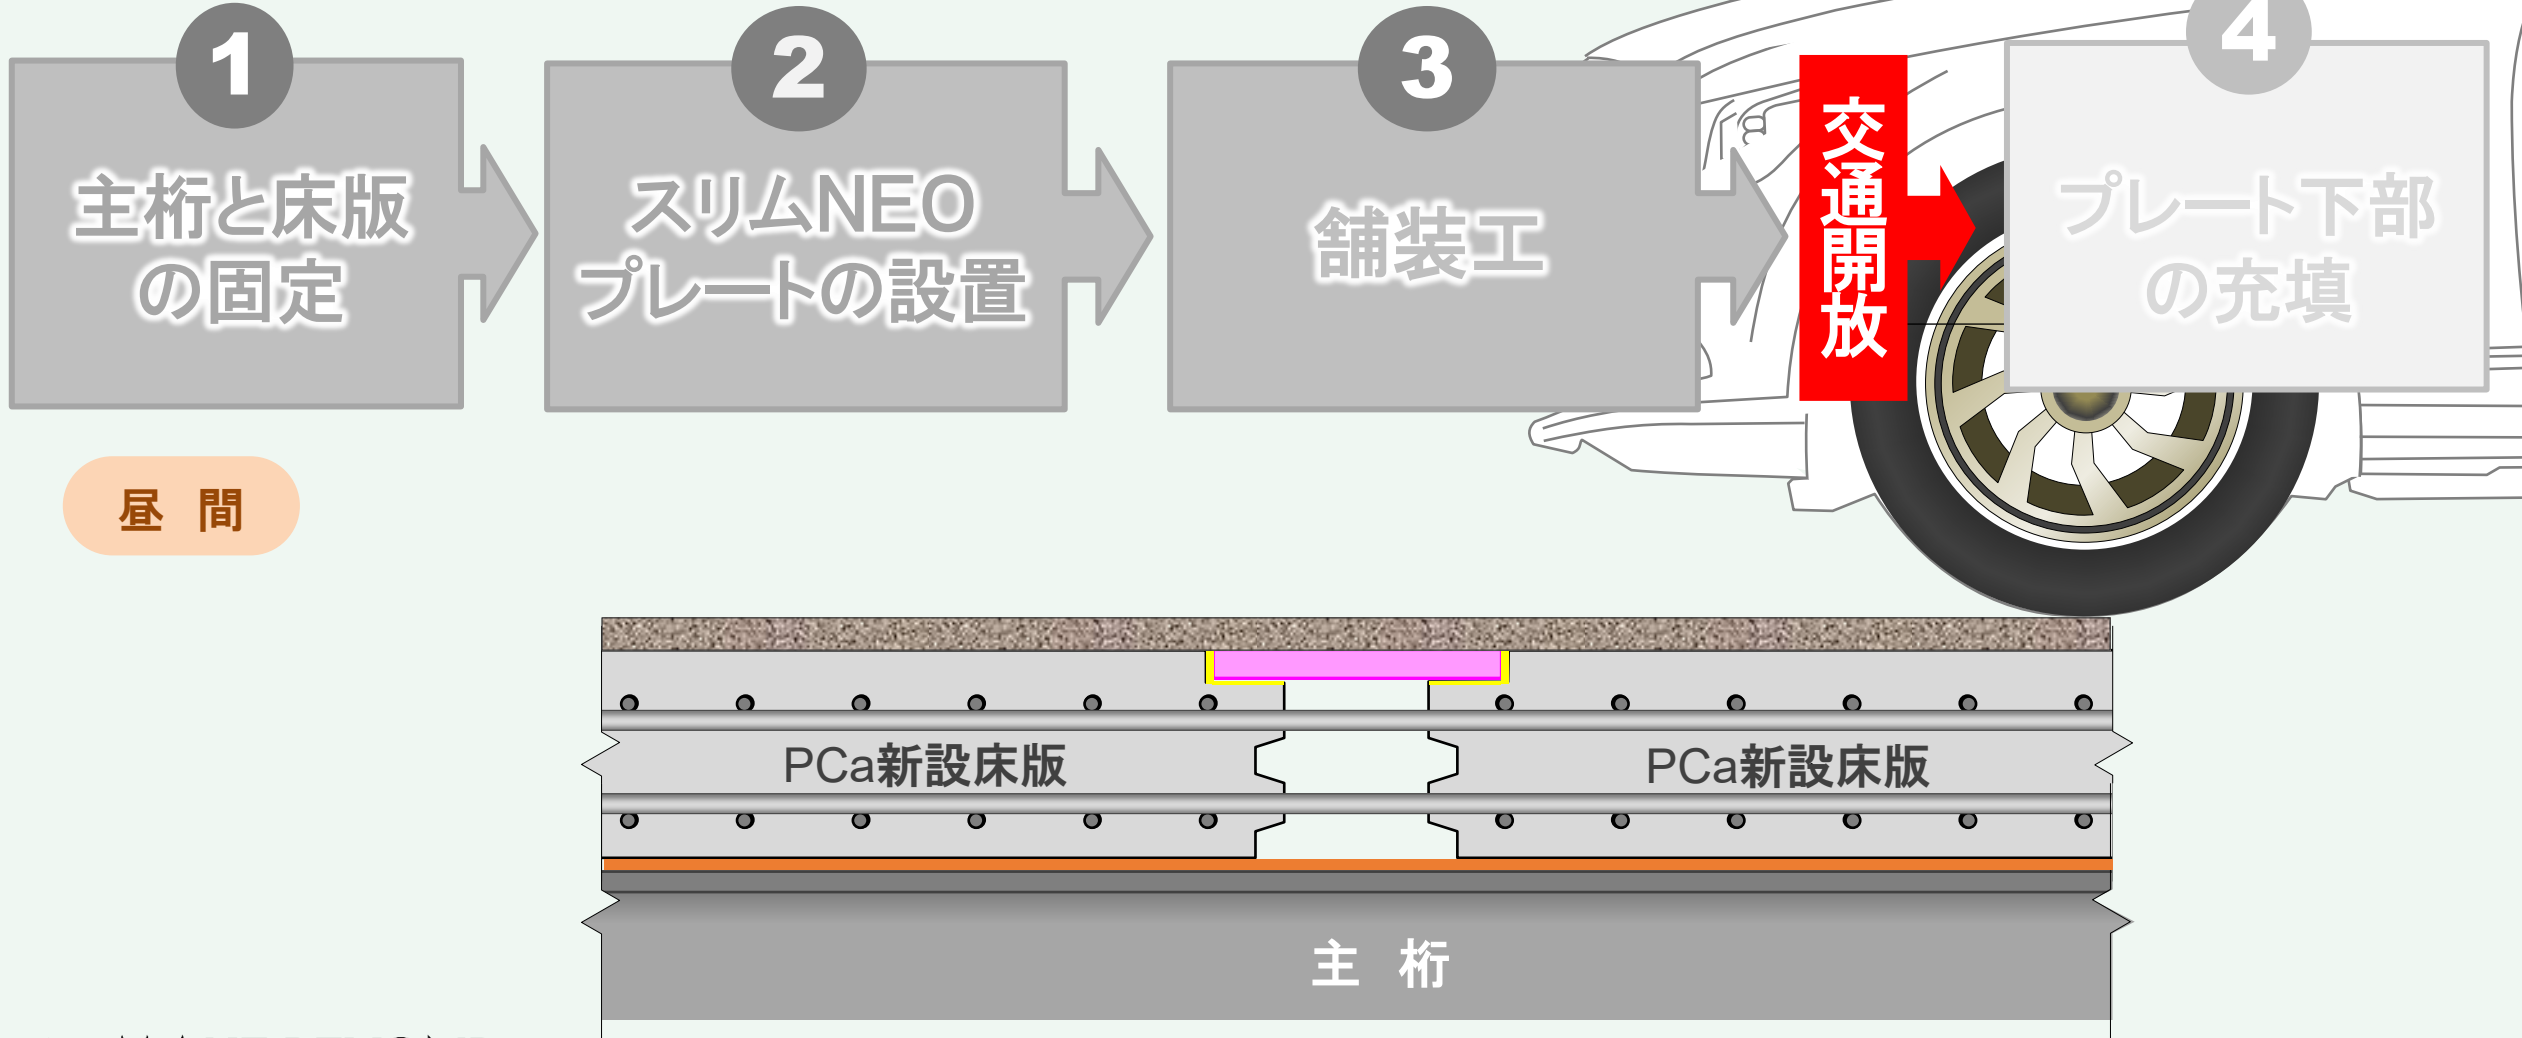 1
主桁と床版
の固定
2
スリムNEO
プレートの設置
3
舗装工
交通開放
4
プレート下部
の充填
昼 間
PCa新設床版
PCa新設床版
主 桁